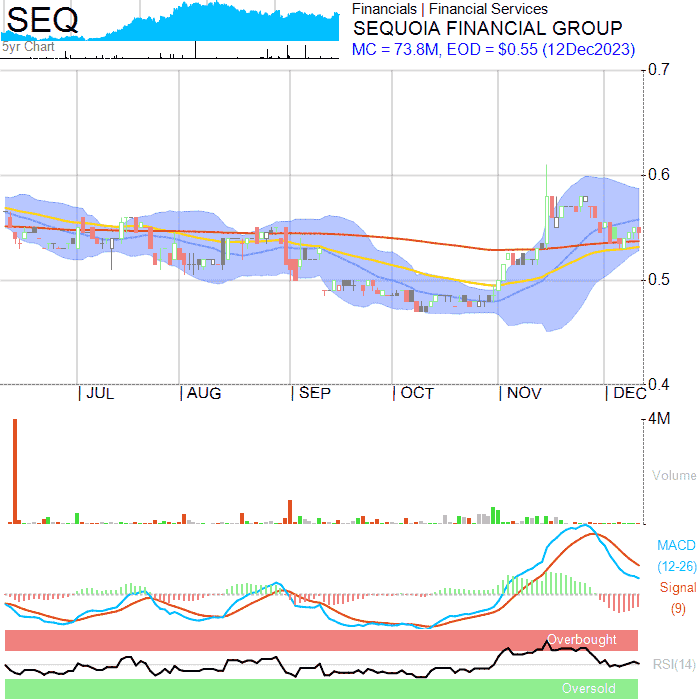 SEQ
5yr Chart
Financials | Financial Services
SEQUOIA FINANCIAL GROUP
MC = 73.8M, EOD = $0.55 (12Dec2023)
0.7
0.6
0.5
0.4
| JUL | AUG | SEP | OCT | NOV | DEC
4M
Volume
MACD
(12-26)
Signal
(9)
Overbought
RSI(14)
Oversold